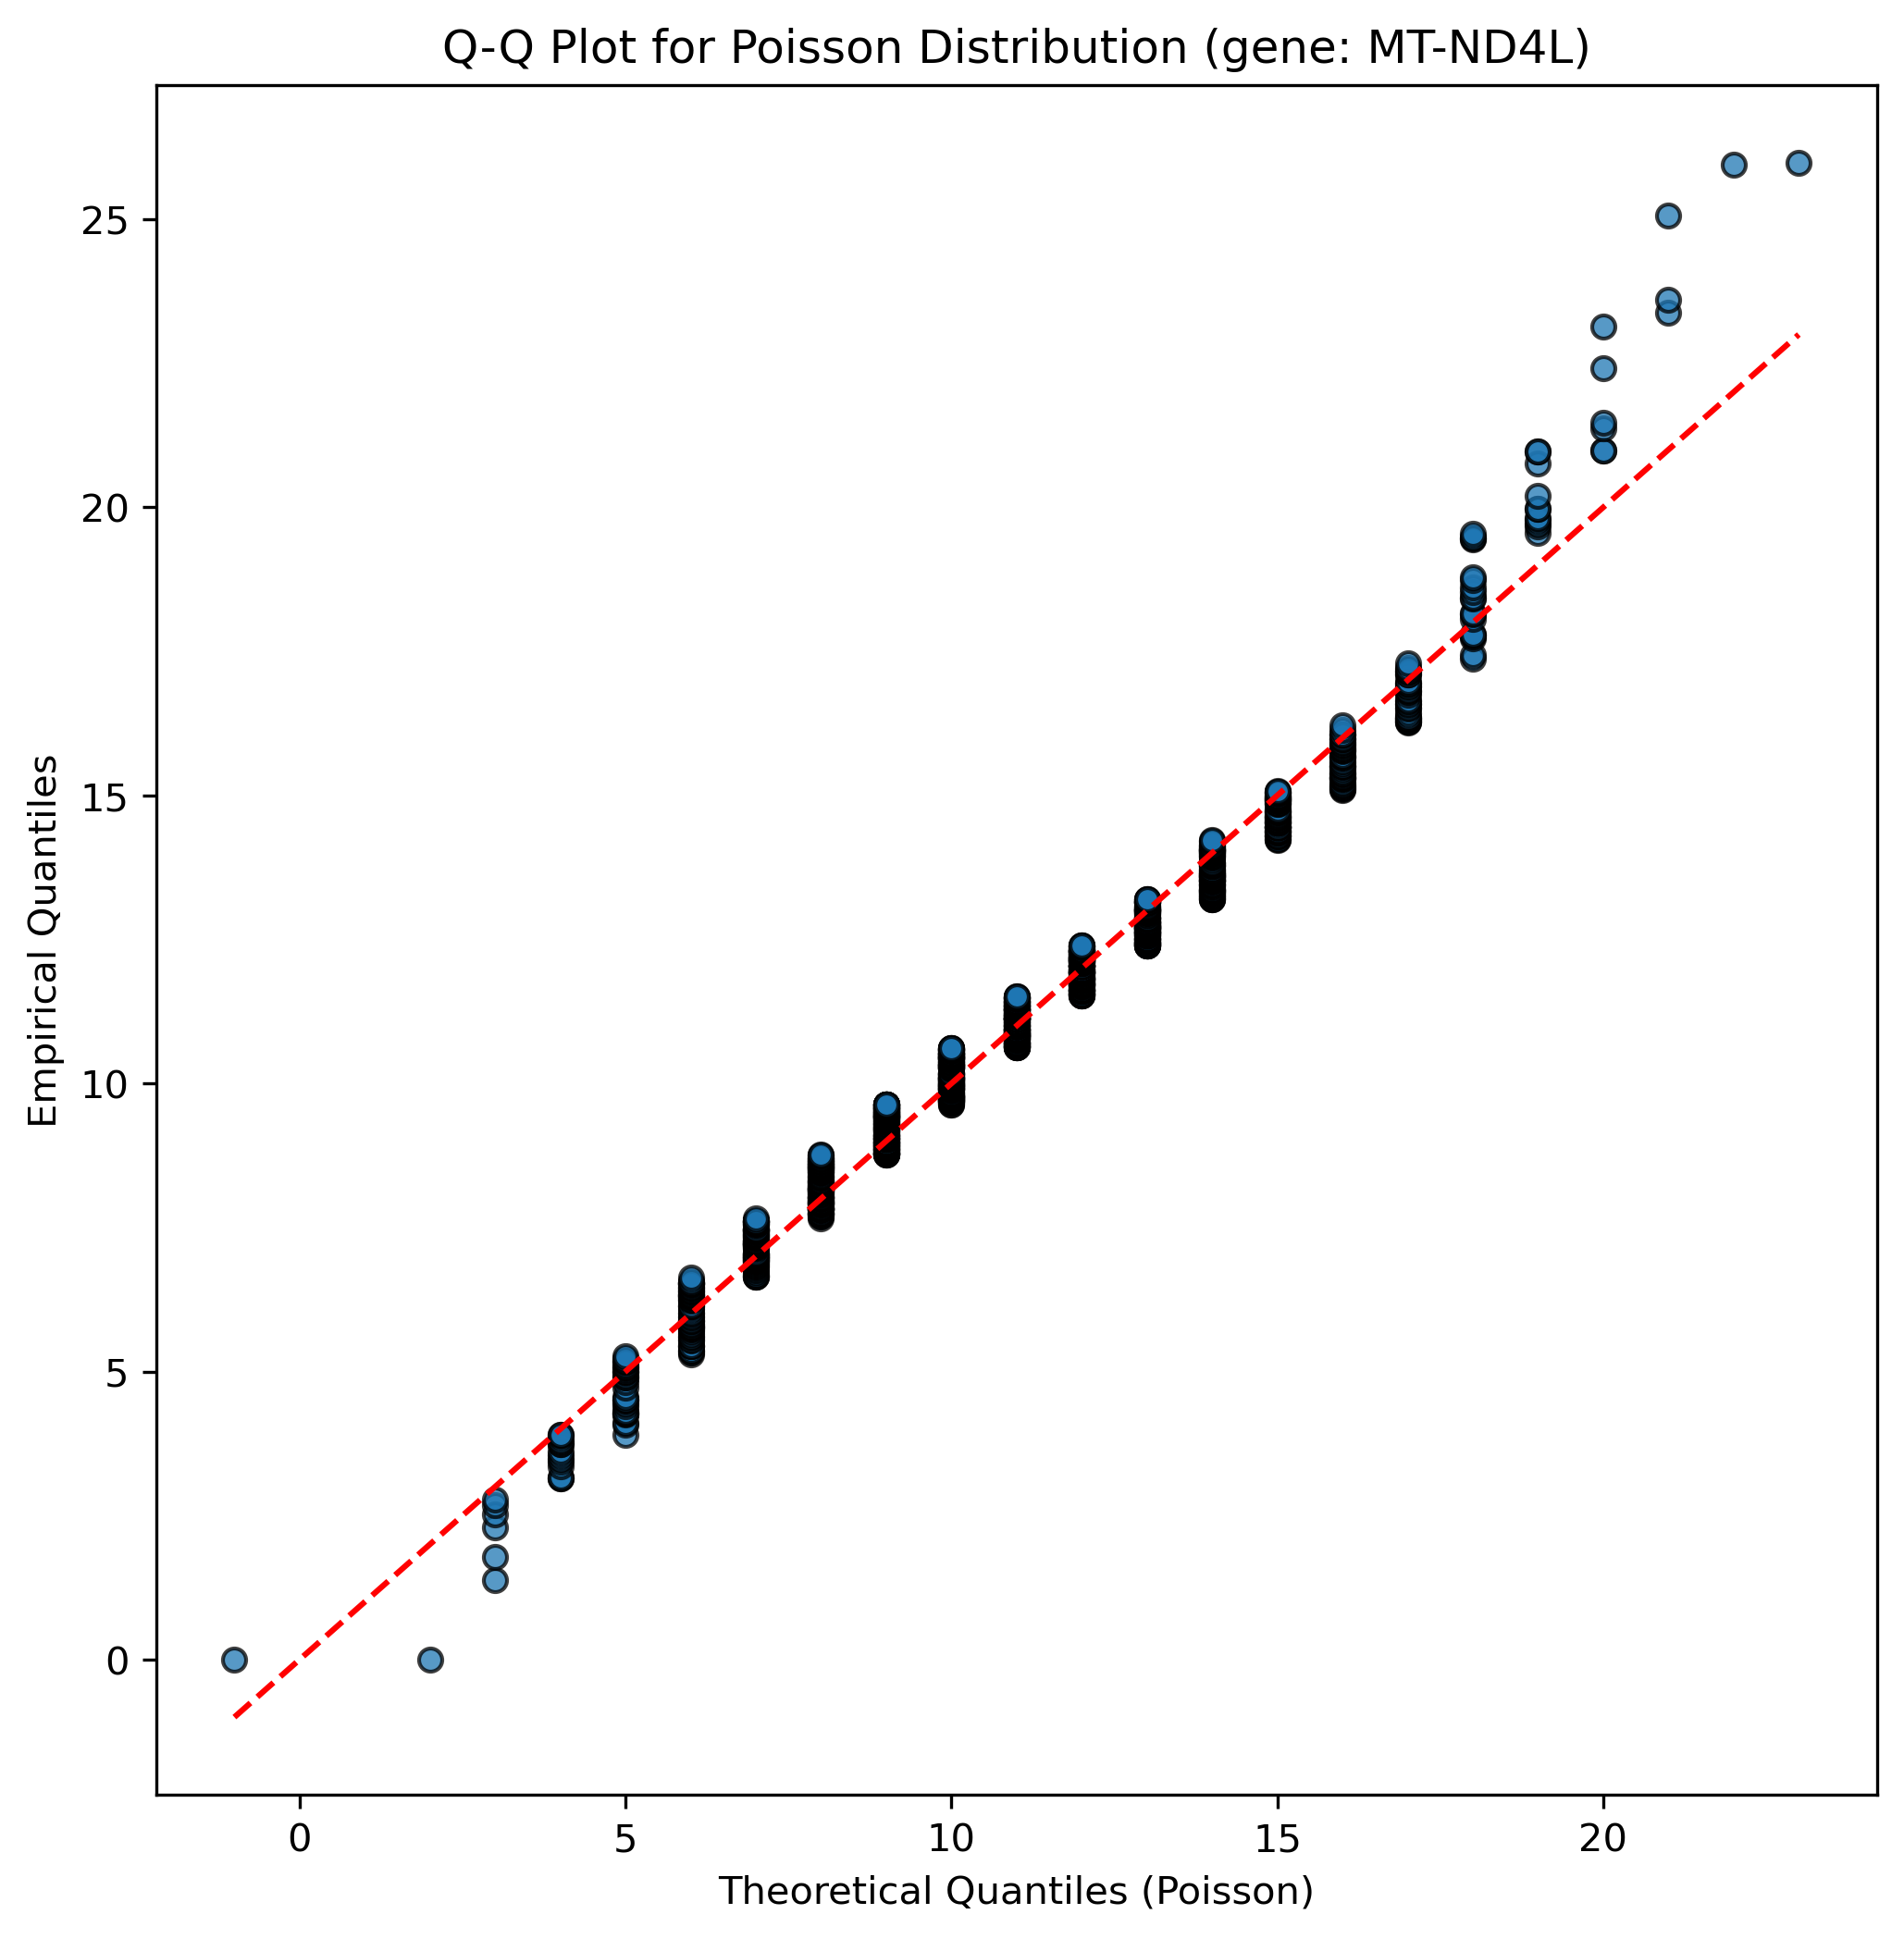 Q-Q Plot for Poisson Distribution (gene: MT-ND4L)
Empirical Quantiles
25
20
15
10
5
0
0 5 10 15 20
Theoretical Quantiles (Poisson)